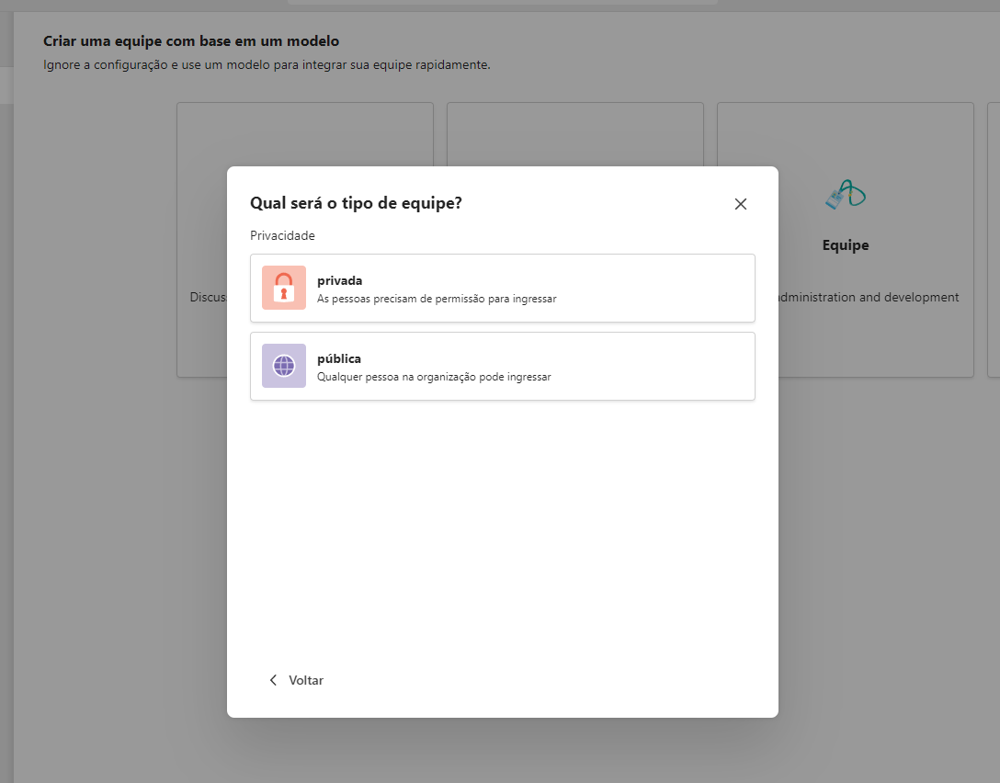 Criar uma equipe com base em um modelo
Ignore a configuração e use um modelo para integrar sua equipe rapidamente.
Qual será o tipo de equipe?
Privacidade
privada
As pessoas precisam de permissão para ingressar
pública
Qualquer pessoa na organização pode ingressar
Voltar
Equipe
and development